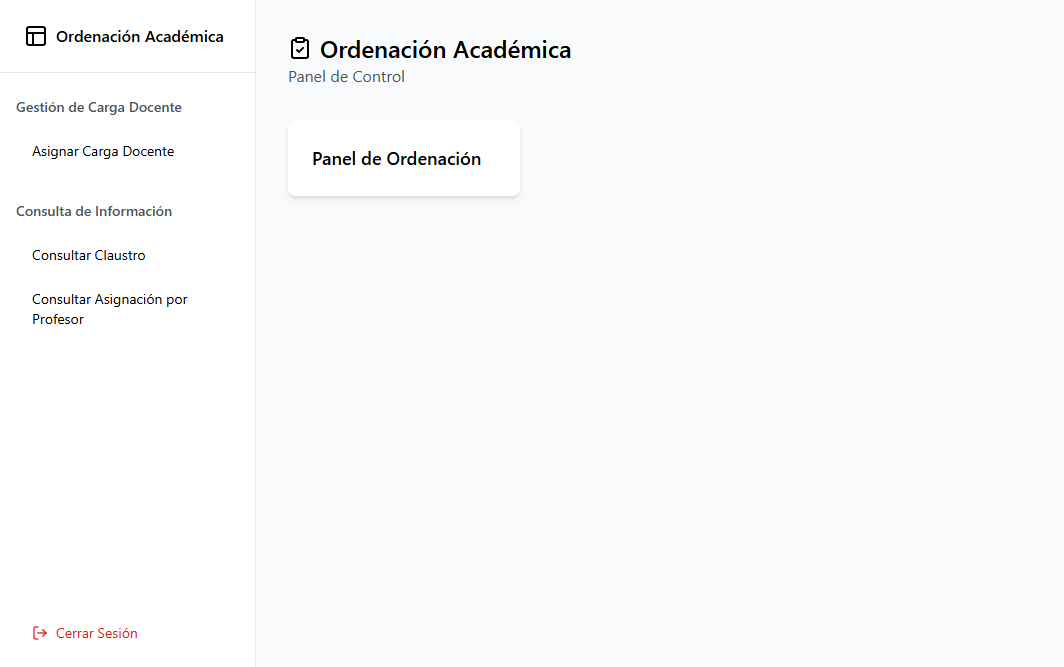 Ordenación Académica
Gestión de Carga Docente
Asignar Carga Docente
Consulta de Información
Consultar Claustro
Consultar Asignación por
Profesor
Cerrar Sesión
Ordenación Académica
Panel de Control
Panel de Ordenación